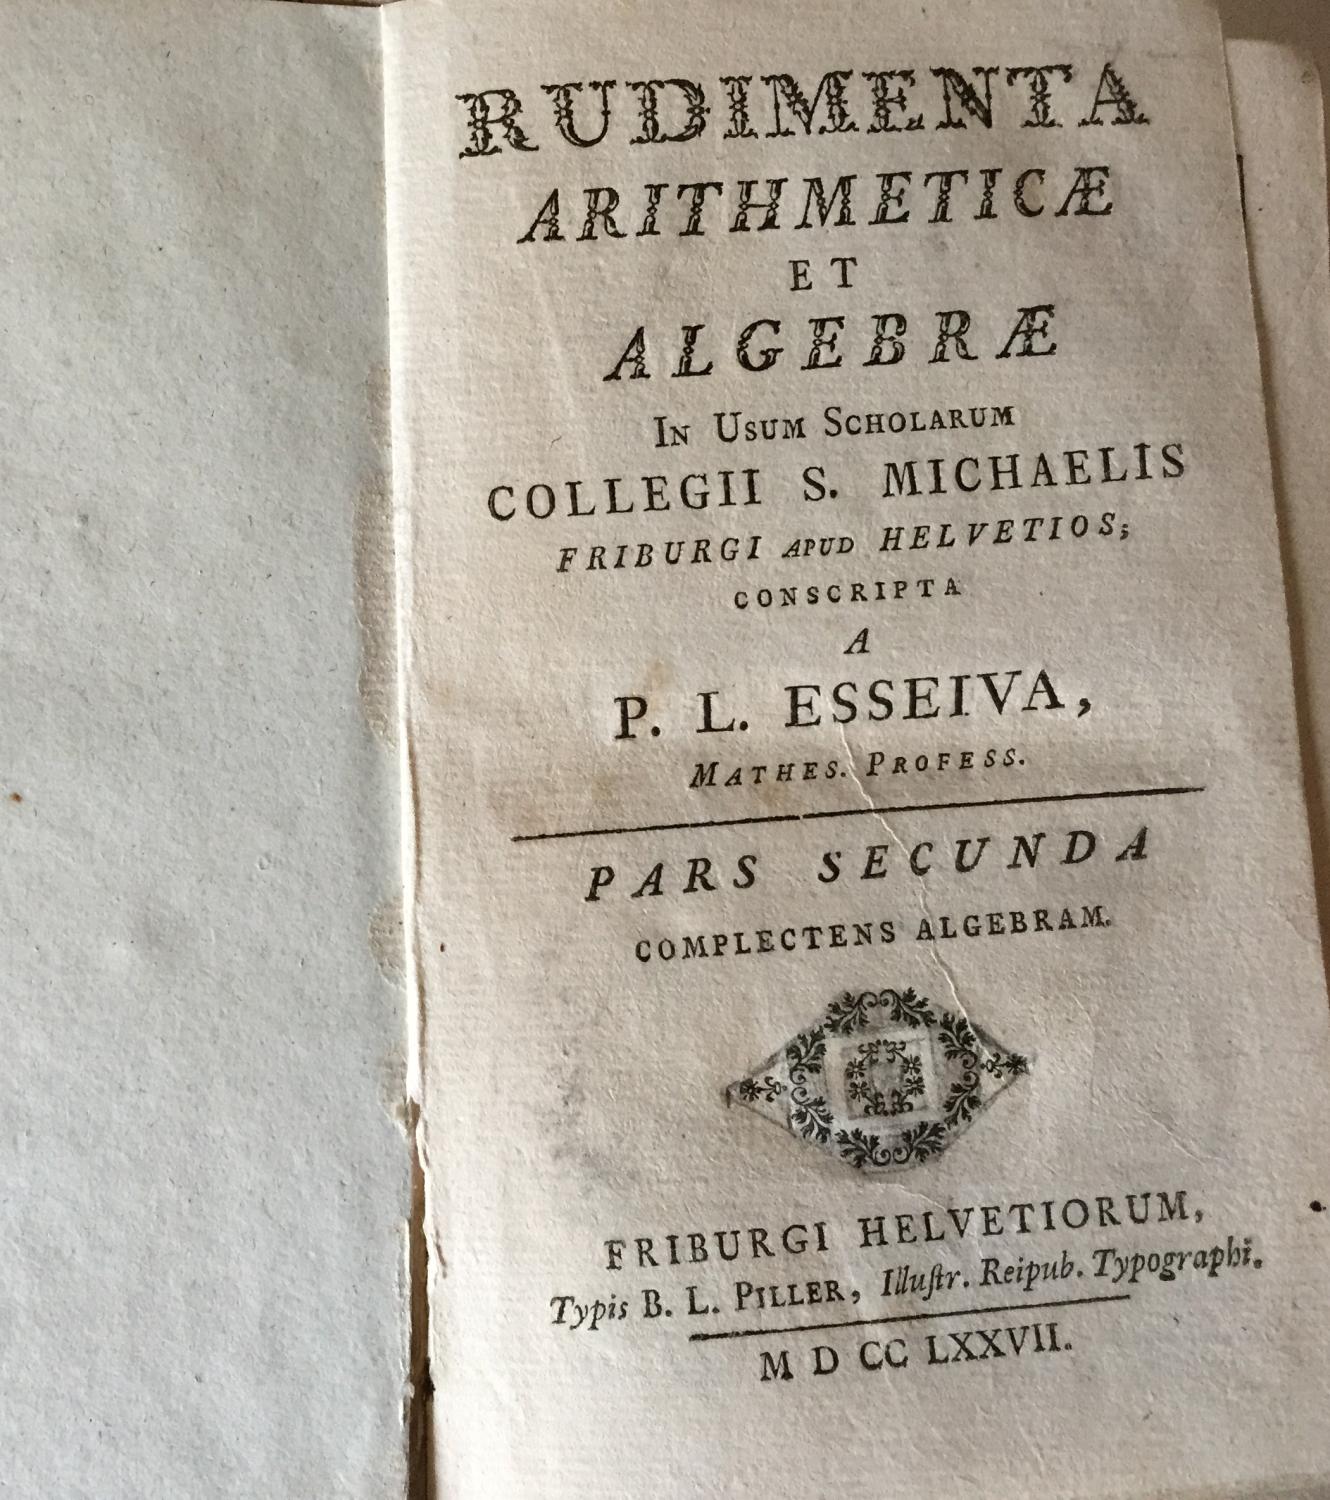 RUDIMENTA
ARITHMETICÆ
ET
ALGEBRÆ
IN USUM SCHOLARUM
COLLEGII S. MICHAELIS
FRIBURGI APUD HELVETIOS;
CONSCRIPTA
A
P. L. ESSEIVA,
MATHES. PROFESS.
PARS SECUNDA
COMPLECTENS ALGEBRAM.
FRIBURGI HELVETIORUM,
Typis B. L. PILLER, Illuſtr. Reipub. Typographi.
M D CC LXXVII.